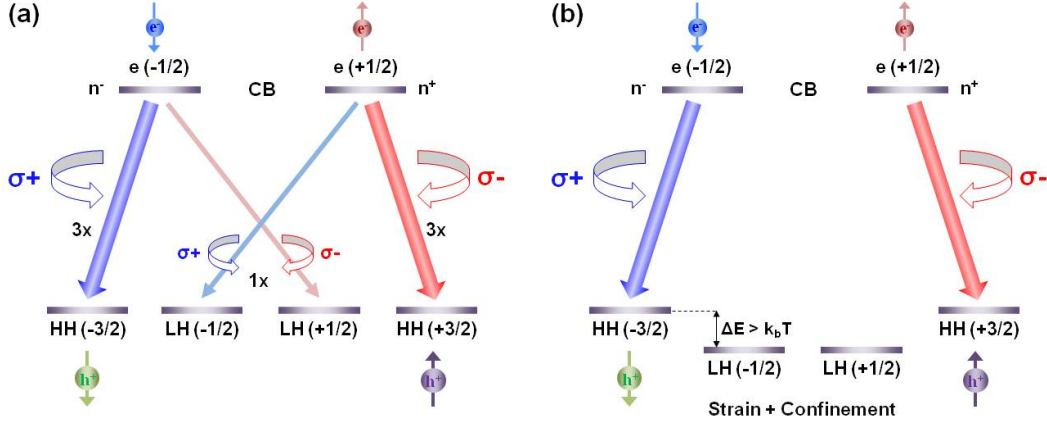 (a)
e⁻
e⁻
e (-1/2)
e (+1/2)
n⁻
CB
n⁺
σ+
σ-
3x
3x
σ+
σ-
1x
HH (-3/2)
LH (-1/2)
LH (+1/2)
HH (+3/2)
h⁺
h⁺
(b)
e⁻
e⁻
e (-1/2)
e (+1/2)
n⁻
CB
n⁺
σ+
σ-
HH (-3/2)
ΔE > k_bT
HH (+3/2)
LH (-1/2)
LH (+1/2)
h⁺
h⁺
Strain + Confinement